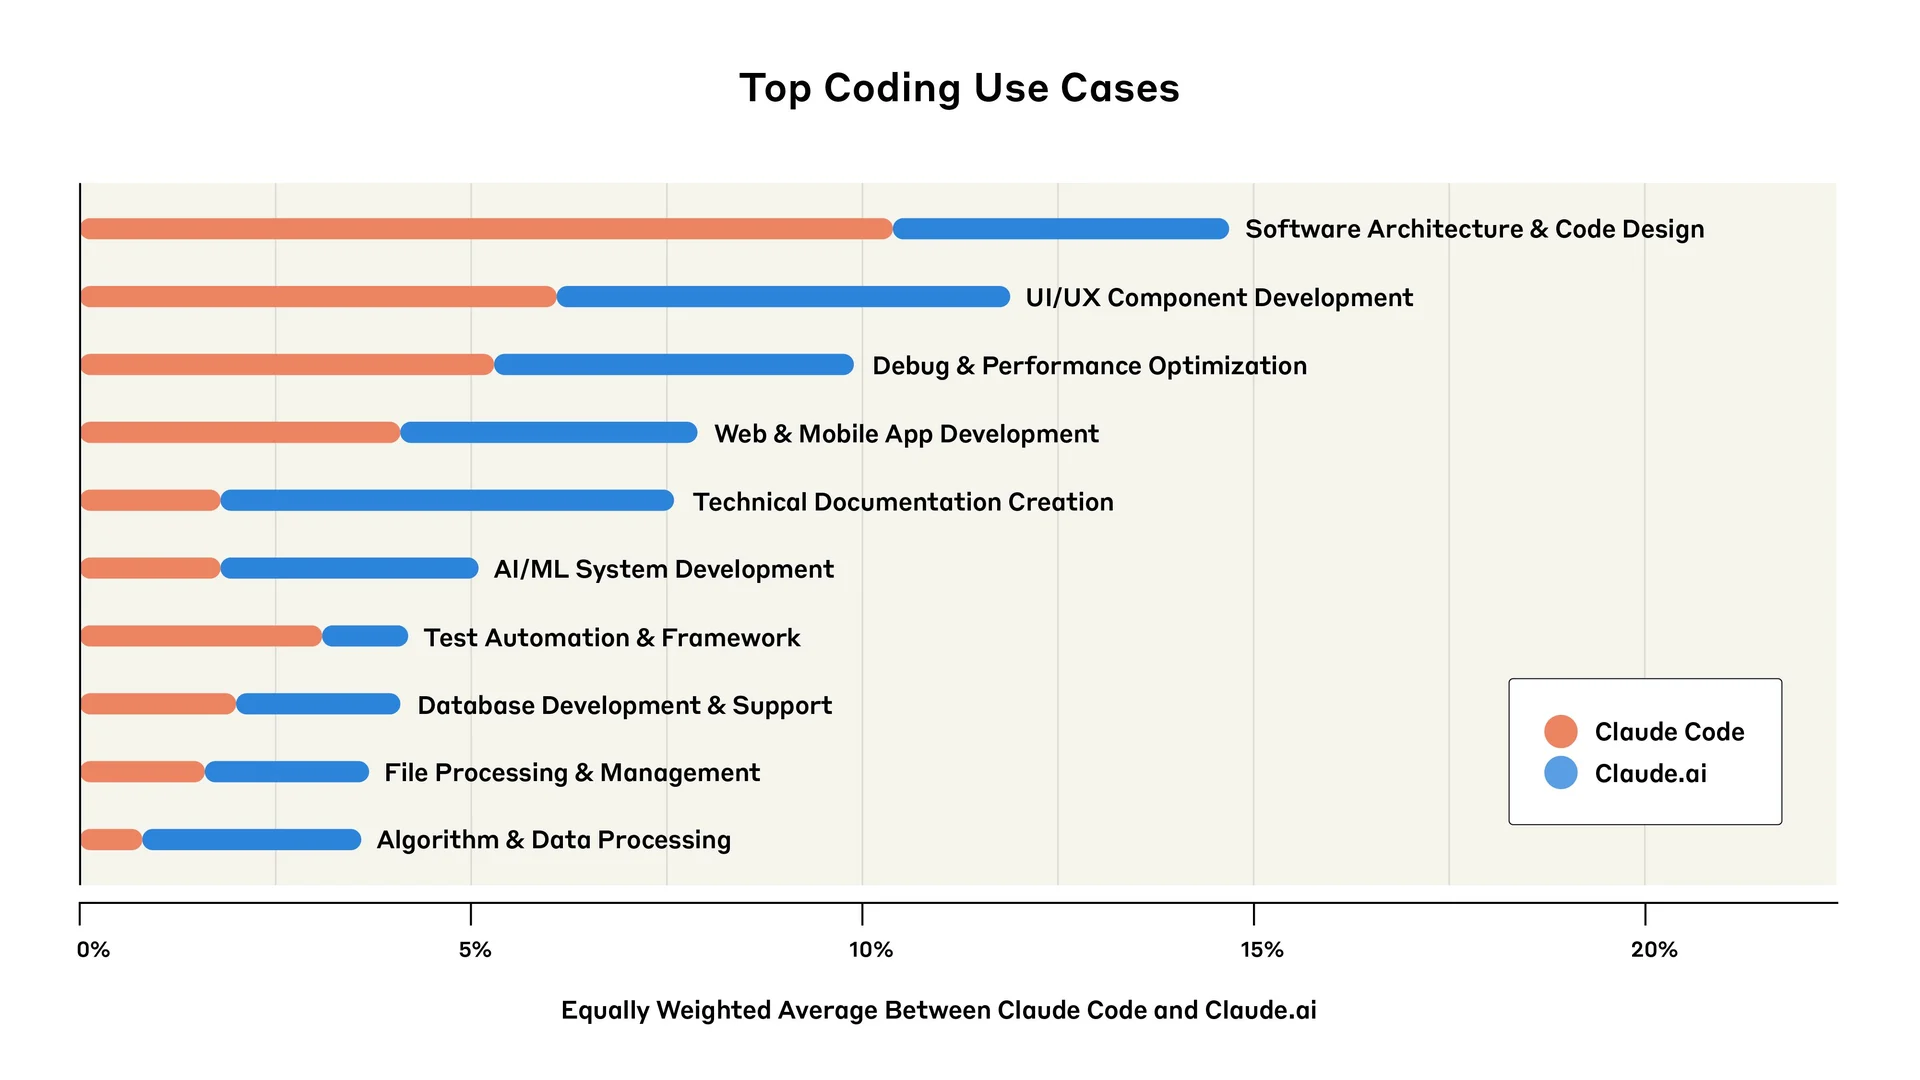 Top Coding Use Cases
Software Architecture & Code Design
UI/UX Component Development
Debug & Performance Optimization
Web & Mobile App Development
Technical Documentation Creation
AI/ML System Development
Test Automation & Framework
Database Development & Support
File Processing & Management
Algorithm & Data Processing
Claude Code
Claude.ai
0% 5% 10% 15% 20%
Equally Weighted Average Between Claude Code and Claude.ai